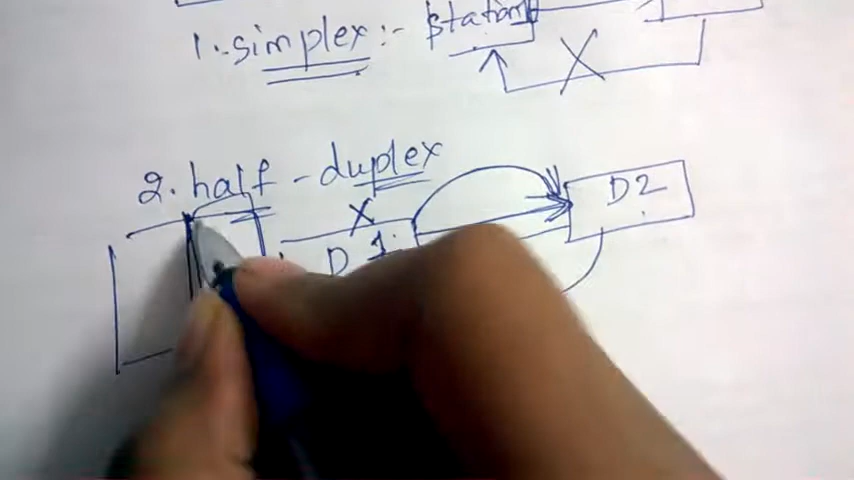 1. simplex :- station
X
2. half - duplex
X
D 1
D2